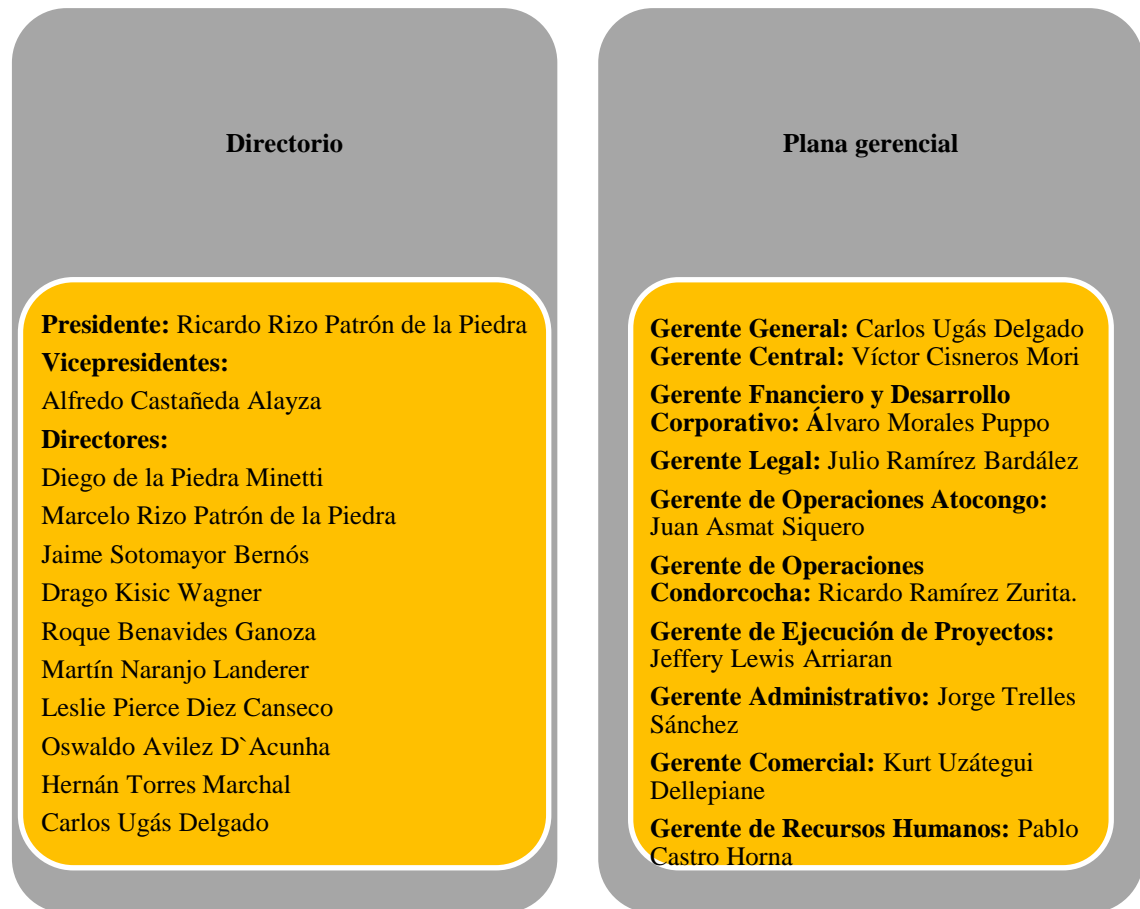 Directorio
Presidente: Ricardo Rizo Patrón de la Piedra
Vicepresidentes:
Alfredo Castañeda Alayza
Directores:
Diego de la Piedra Minetti
Marcelo Rizo Patrón de la Piedra
Jaime Sotomayor Bernós
Drago Kisic Wagner
Roque Benavides Ganoza
Martín Naranjo Landerer
Leslie Pierce Diez Canseco
Oswaldo Avilez D`Acunha
Hernán Torres Marchal
Carlos Ugás Delgado
Plana gerencial
Gerente General: Carlos Ugás Delgado
Gerente Central: Víctor Cisneros Mori
Gerente Fnanciero y Desarrollo
Corporativo: Álvaro Morales Puppo
Gerente Legal: Julio Ramírez Bardález
Gerente de Operaciones Atocongo:
Juan Asmat Siquero
Gerente de Operaciones
Condorcocha: Ricardo Ramírez Zurita.
Gerente de Ejecución de Proyectos:
Jeffery Lewis Arriaran
Gerente Administrativo: Jorge Trelles
Sánchez
Gerente Comercial: Kurt Uzátegui
Dellepiane
Gerente de Recursos Humanos: Pablo
Castro Horna